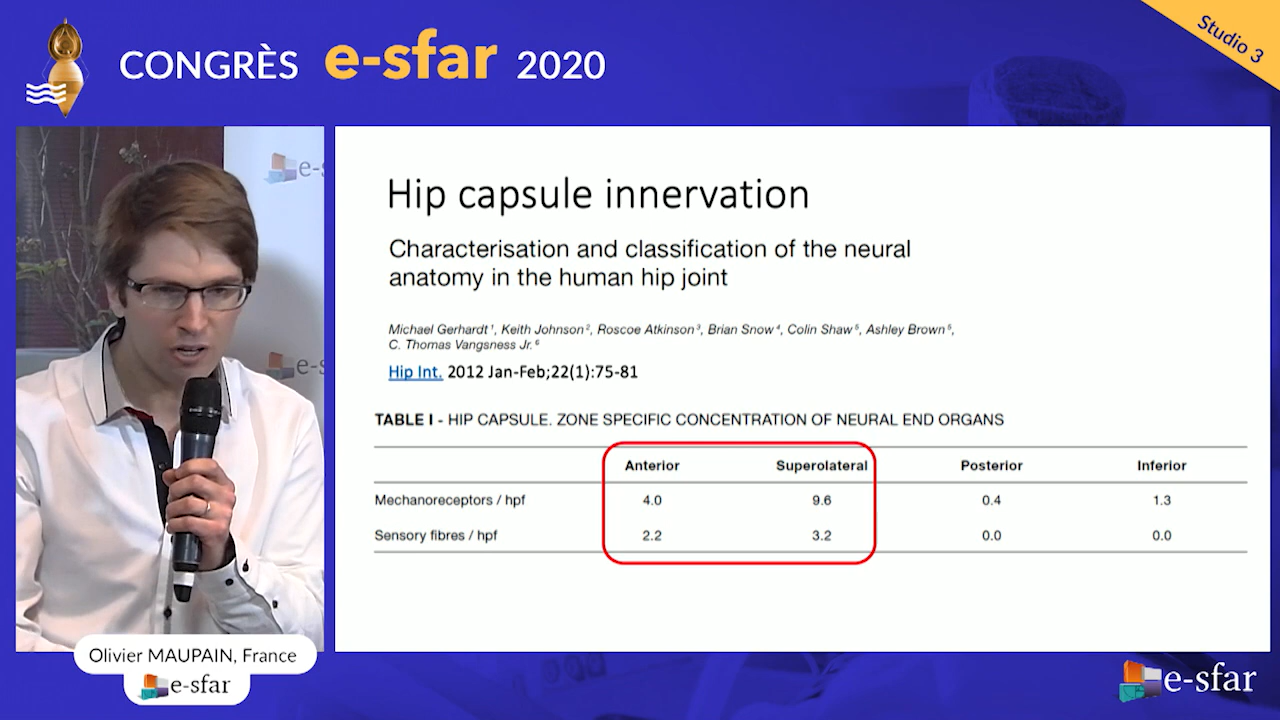 Studio 3
CONGRÈS e-sfar 2020
e-s
e-s
Hip capsule innervation
Characterisation and classification of the neural
anatomy in the human hip joint
Michael Gerhardt ¹, Keith Johnson ², Roscoe Atkinson ³, Brian Snow ⁴, Colin Shaw ⁵, Ashley Brown ⁵,
C. Thomas Vangsness Jr. ⁶
Hip Int. 2012 Jan-Feb;22(1):75-81
TABLE I - HIP CAPSULE. ZONE SPECIFIC CONCENTRATION OF NEURAL END ORGANS
Anterior Superolateral Posterior Inferior
Mechanoreceptors / hpf 4.0 9.6 0.4 1.3
Sensory fibres / hpf 2.2 3.2 0.0 0.0
Olivier MAUPAIN, France
e-sfar
e-sfar